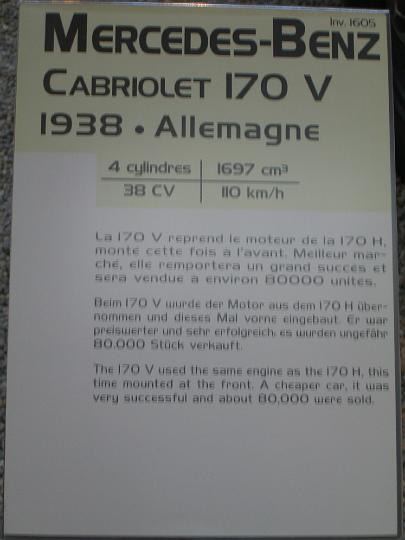 Inv. 1605
MERCEDES-BENZ
CABRIOLET 170 V
1938 • Allemagne
4 cylindres 1697 cm³
38 CV 110 km/h
La 170 V reprend le moteur de la 170 H,
monté cette fois à l'avant. Meilleur mar-
ché, elle remportera un grand succès et
sera vendue à environ 80000 unités.
Beim 170 V wurde der Motor aus dem 170 H über-
nommen und dieses Mal vorne eingebaut. Er war
preiswerter und sehr erfolgreich; es wurden ungefähr
80.000 Stück verkauft.
The 170 V used the same engine as the 170 H, this
time mounted at the front. A cheaper car, it was
very successful and about 80,000 were sold.